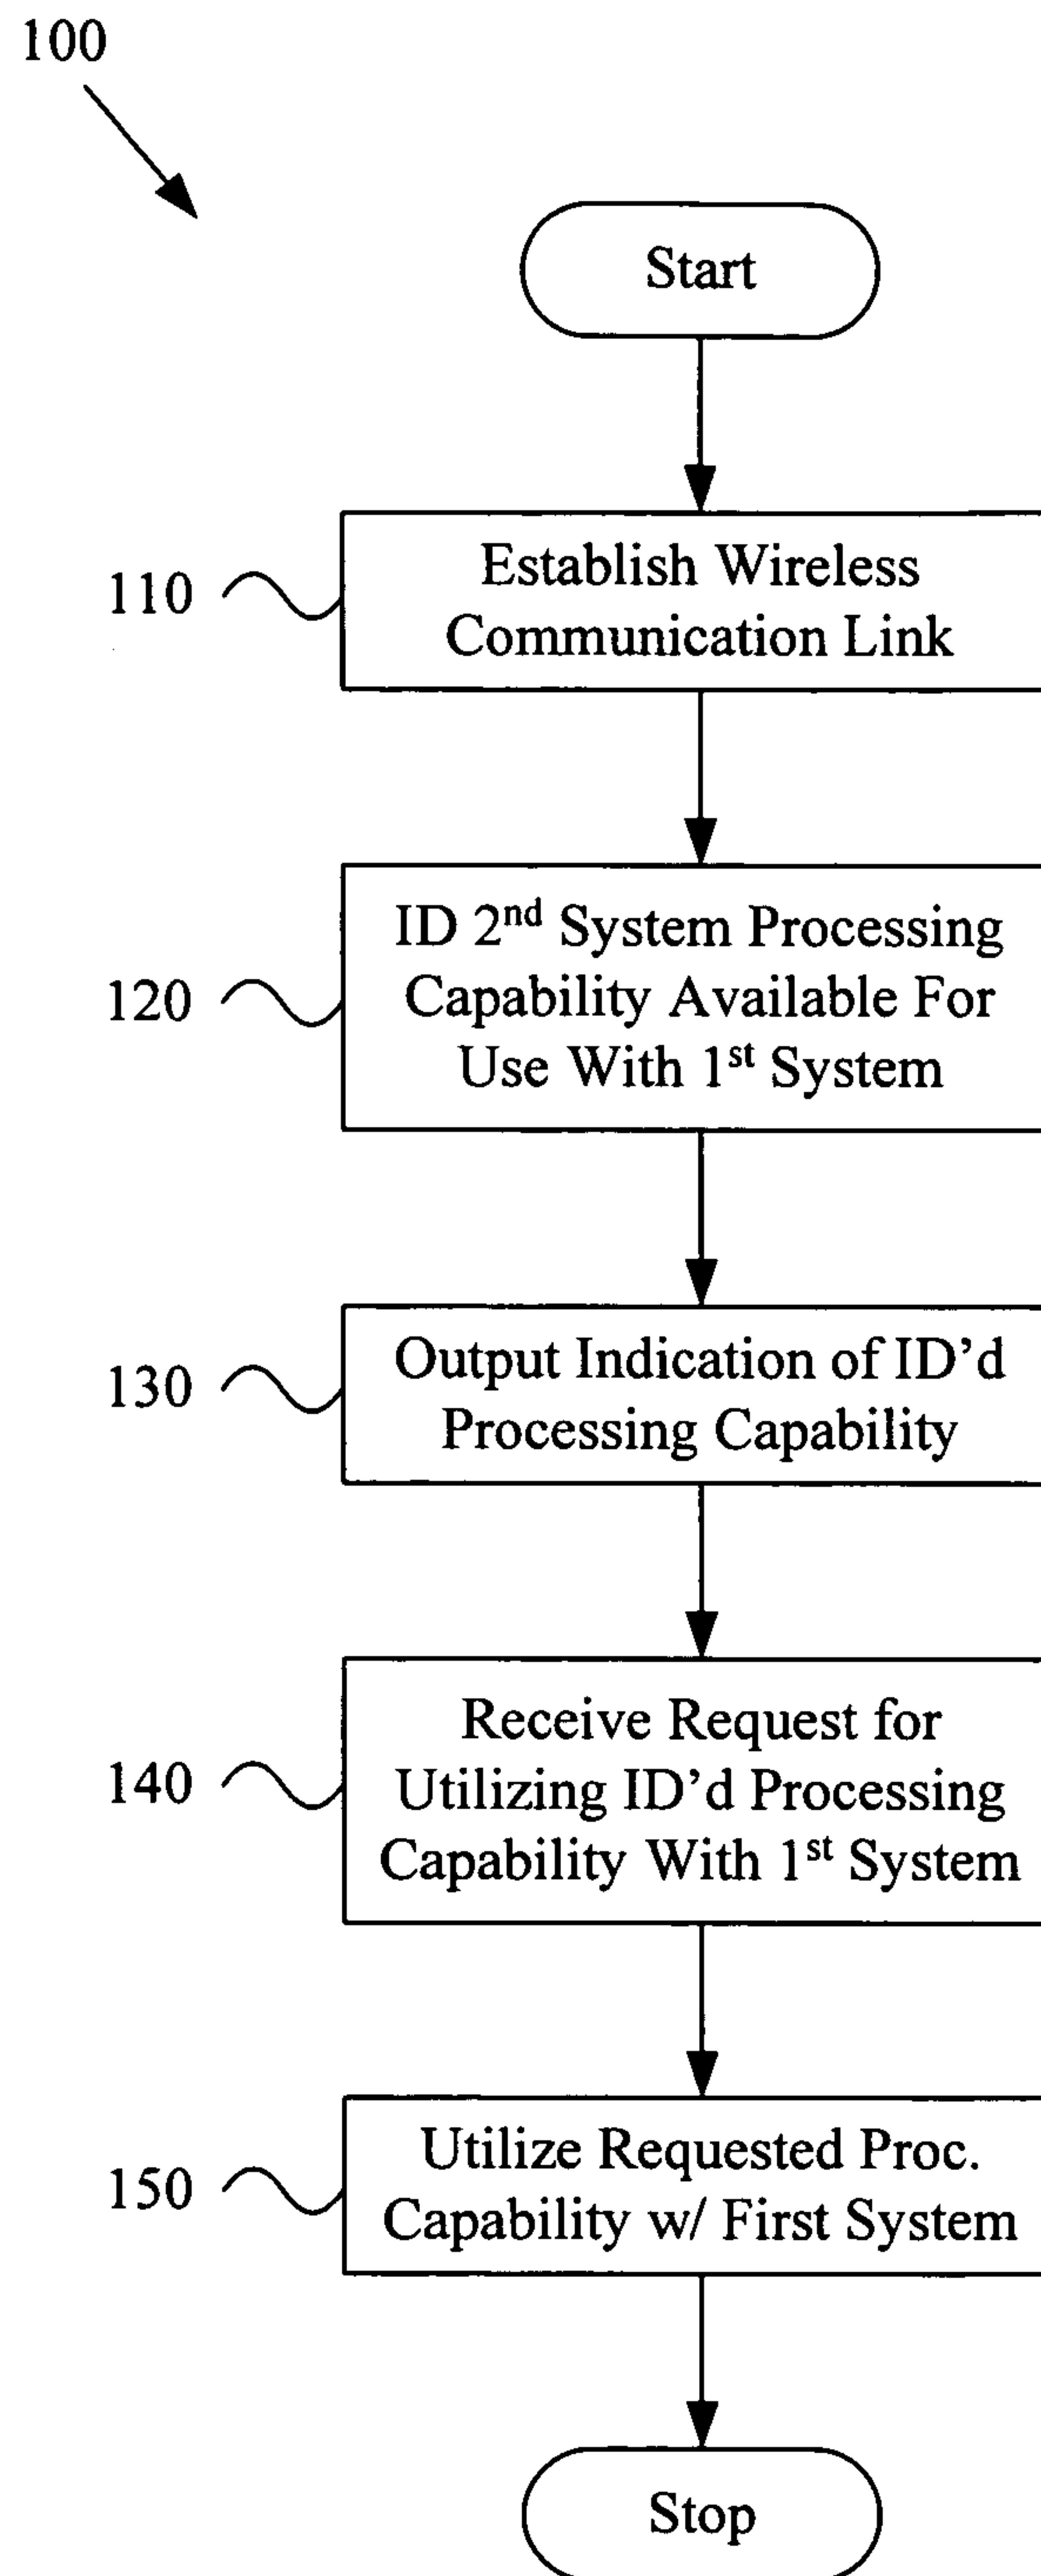 100
Start
110
Establish Wireless
Communication Link
120
ID 2nd System Processing
Capability Available For
Use With 1st System
130
Output Indication of ID’d
Processing Capability
140
Receive Request for
Utilizing ID’d Processing
Capability With 1st System
150
Utilize Requested Proc.
Capability w/ First System
Stop